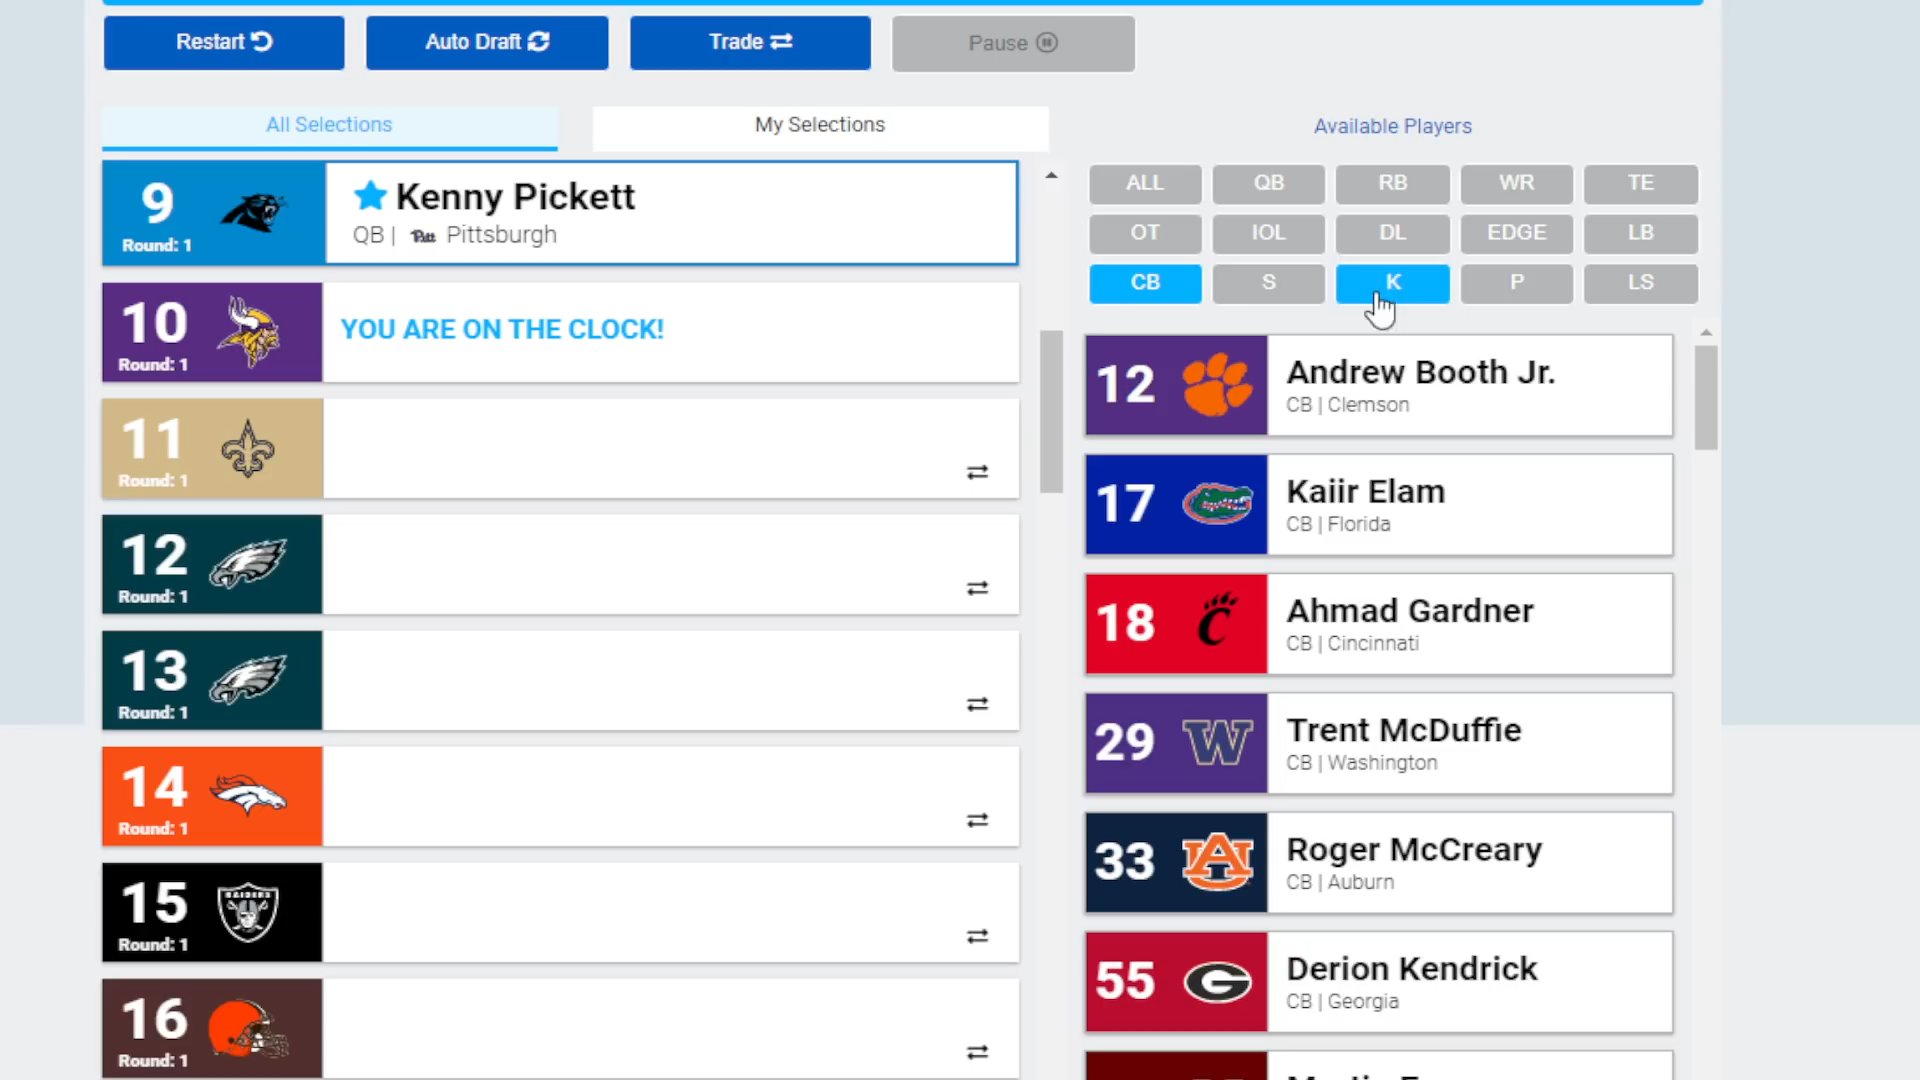 Restart
Auto Draft
Trade
Pause
All Selections
My Selections
Available Players
9
Round: 1
Kenny Pickett
QB | Pitt Pittsburgh
10
Round: 1
YOU ARE ON THE CLOCK!
11
Round: 1
12
Round: 1
13
Round: 1
14
Round: 1
15
Round: 1
RAIDERS
16
Round: 1
ALL QB RB WR TE
OT IOL DL EDGE LB
CB S K P LS
12
Andrew Booth Jr.
CB | Clemson
17
Kaiir Elam
CB | Florida
18
C
Ahmad Gardner
CB | Cincinnati
29
W
Trent McDuffie
CB | Washington
33
AU
Roger McCreary
CB | Auburn
55
G
Derion Kendrick
CB | Georgia